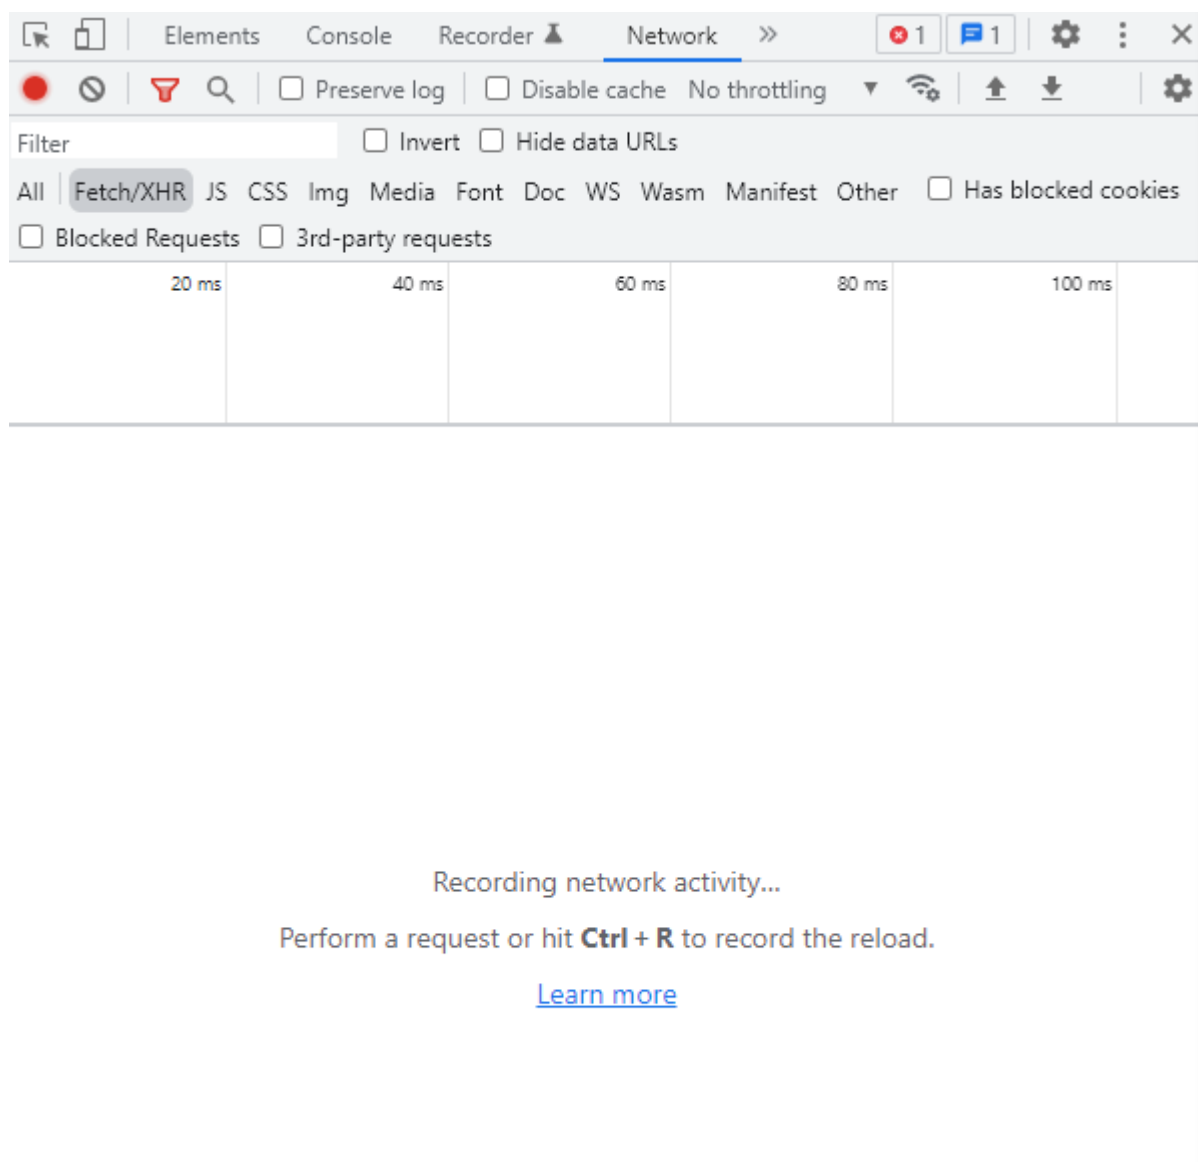 Elements Console Recorder Network » 1 1
Preserve log Disable cache No throttling
Filter Invert Hide data URLs
All Fetch/XHR JS CSS Img Media Font Doc WS Wasm Manifest Other Has blocked cookies
Blocked Requests 3rd-party requests
20 ms 40 ms 60 ms 80 ms 100 ms
Recording network activity...
Perform a request or hit Ctrl + R to record the reload.
Learn more